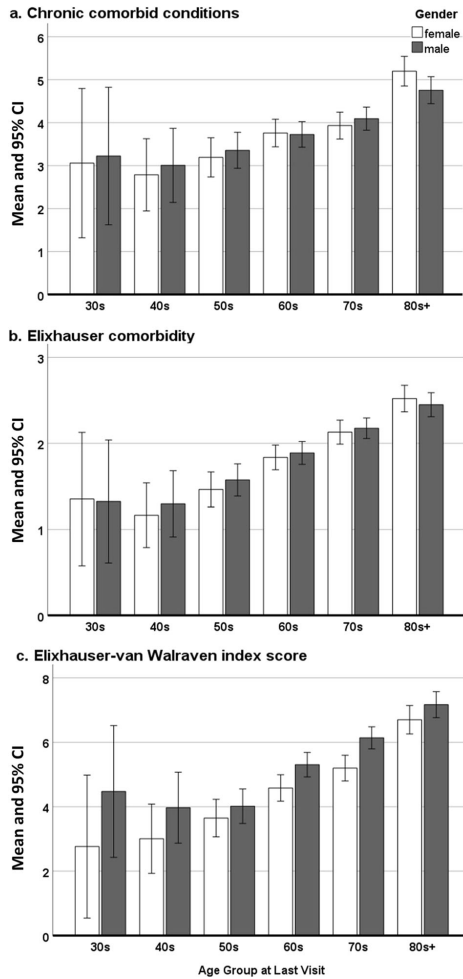 a. Chronic comorbid conditions
Gender
female
male
Mean and 95% CI
6
5
4
3
2
1
0
30s 40s 50s 60s 70s 80s+
b. Elixhauser comorbidity
Mean and 95% CI
3
2
1
0
30s 40s 50s 60s 70s 80s+
c. Elixhauser-van Walraven index score
Mean and 95% CI
8
6
4
2
0
30s 40s 50s 60s 70s 80s+
Age Group at Last Visit